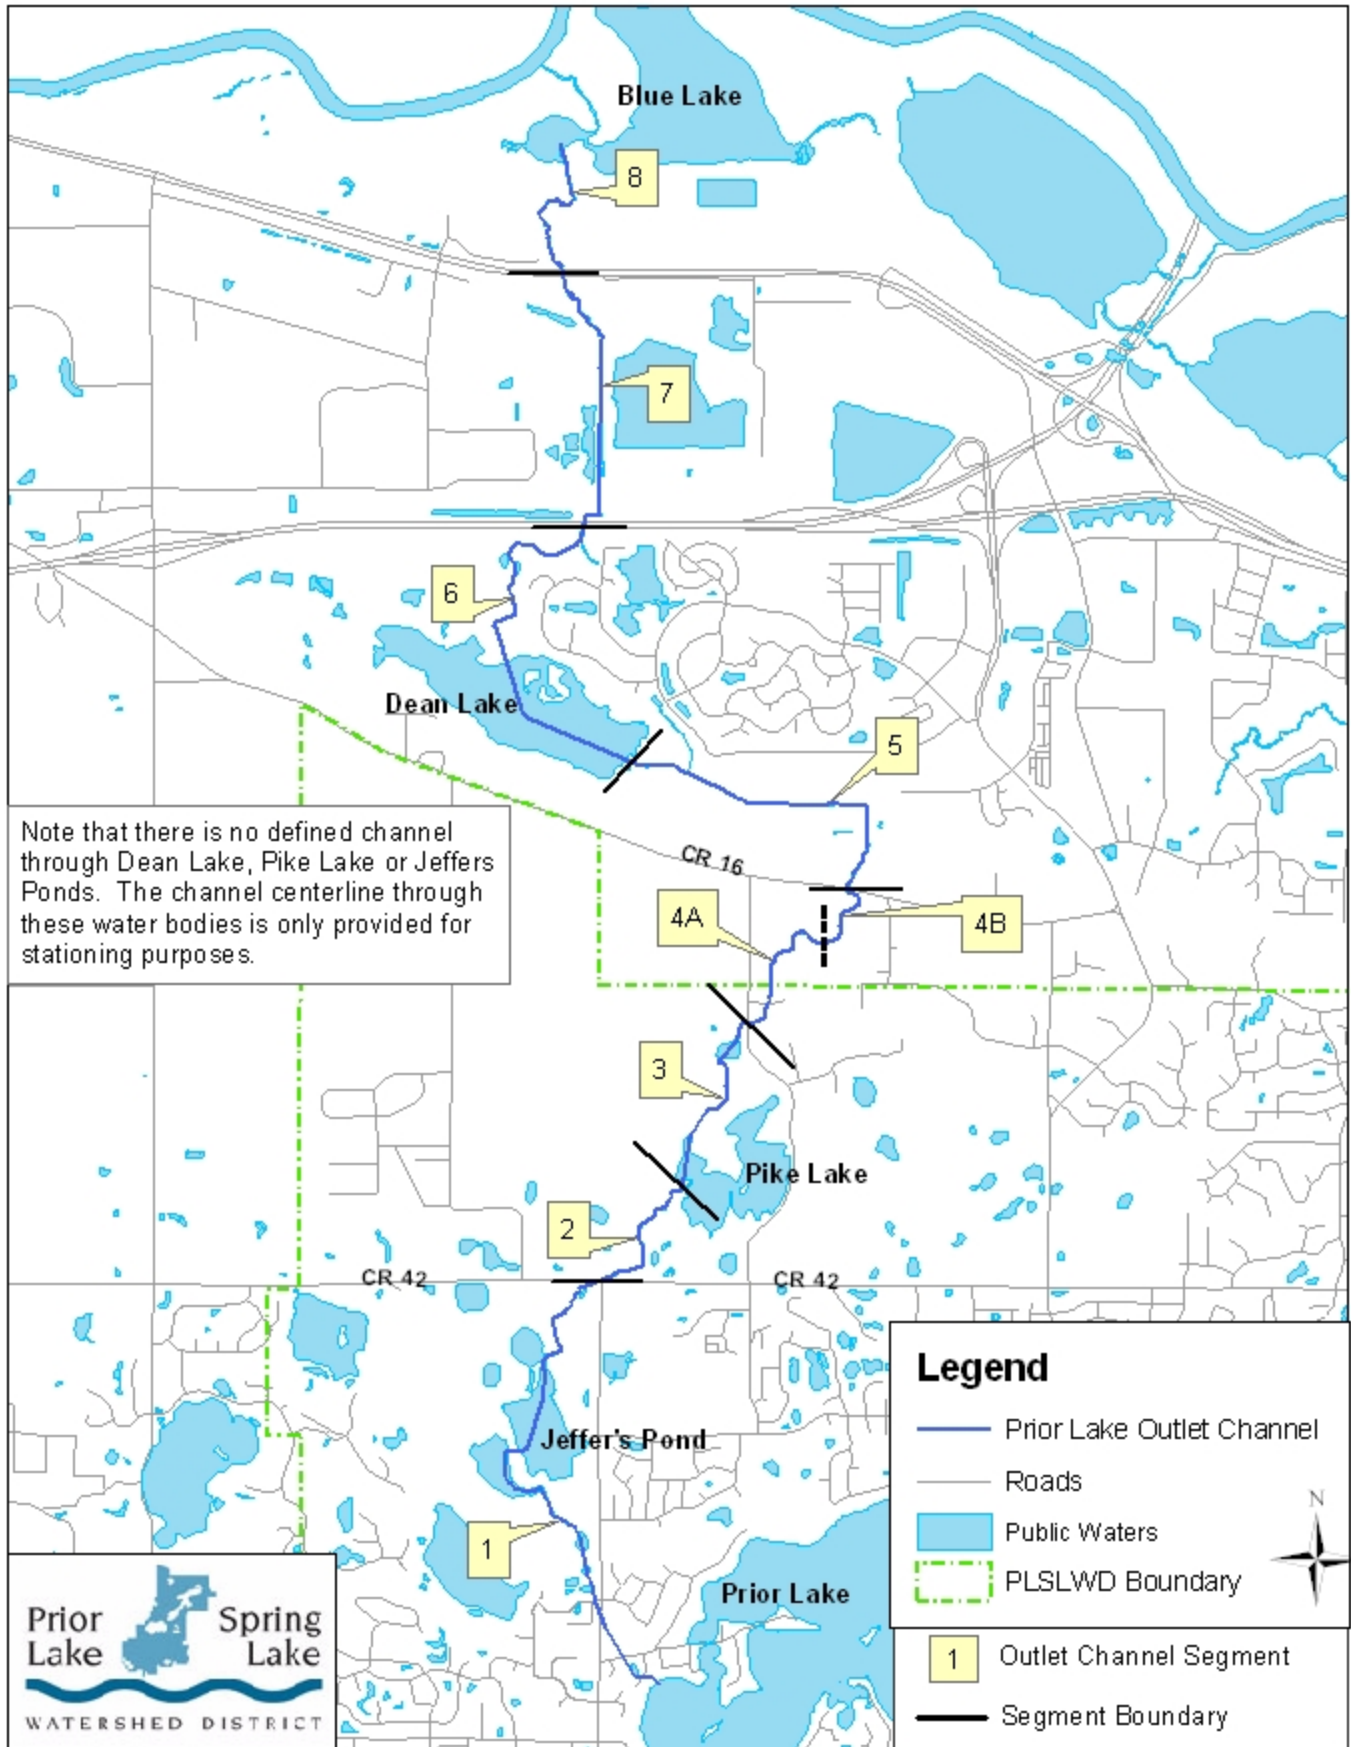 Blue Lake
8
7
6
Dean Lake
5
Note that there is no defined channel
through Dean Lake, Pike Lake or Jeffers
Ponds. The channel centerline through
these water bodies is only provided for
stationing purposes.
CR 16
4A
4B
3
Pike Lake
2
CR 42
CR 42
Jeffer's Pond
1
Prior Lake
Legend
Prior Lake Outlet Channel
Roads
Public Waters
PLSLWD Boundary
N
1 Outlet Channel Segment
Segment Boundary
Prior Spring
Lake Lake
WATERSHED DISTRICT